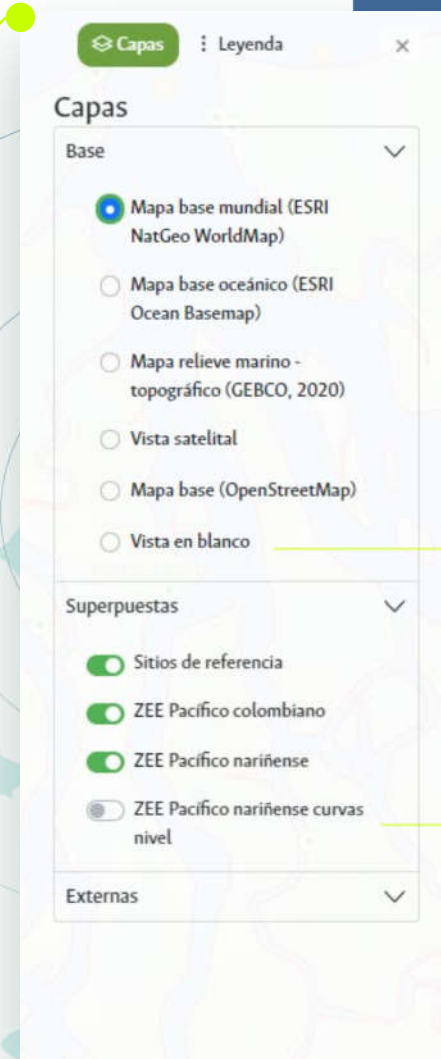 Capas
Leyenda
Capas
Base
Mapa base mundial (ESRI
NatGeo WorldMap)
Mapa base oceánico (ESRI
Ocean Basemap)
Mapa relieve marino -
topográfico (GEBCO, 2020)
Vista satelital
Mapa base (OpenStreetMap)
Vista en blanco
Superpuestas
Sitios de referencia
ZEE Pacífico colombiano
ZEE Pacífico nariñense
ZEE Pacífico nariñense curvas
nivel
Externas